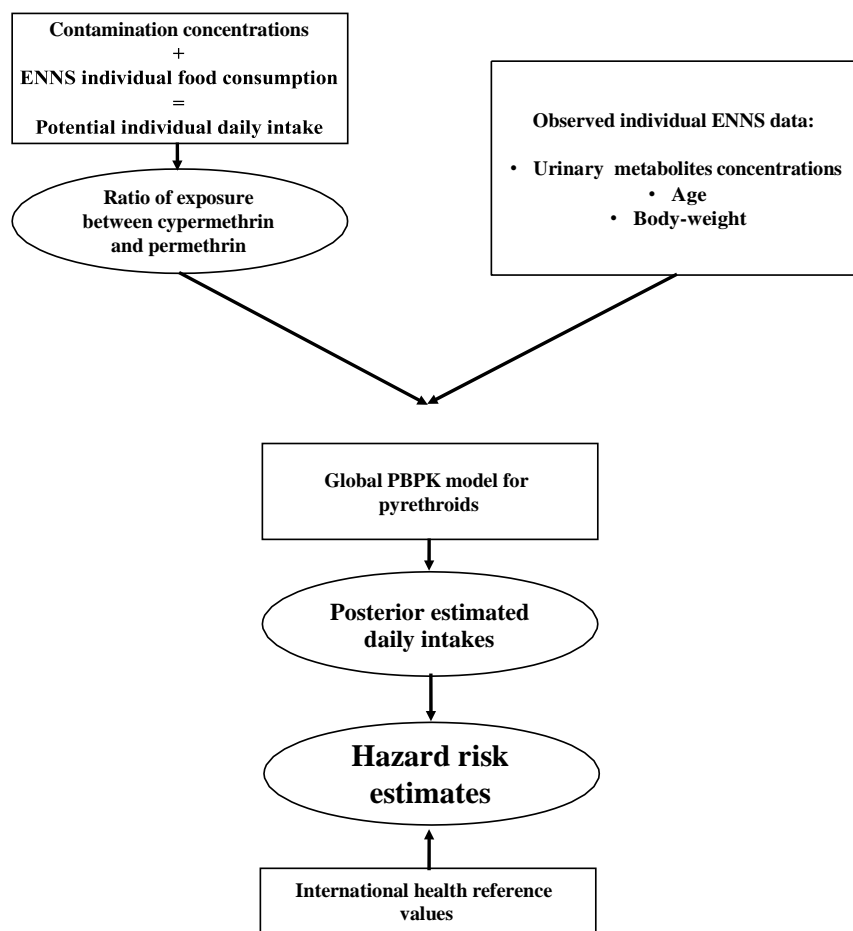 Contamination concentrations
+
ENNS individual food consumption
=
Potential individual daily intake
Ratio of exposure
between cypermethrin
and permethrin
Observed individual ENNS data:
• Urinary metabolites concentrations
• Age
• Body-weight
Global PBPK model for
pyrethroids
Posterior estimated
daily intakes
Hazard risk
estimates
International health reference
values